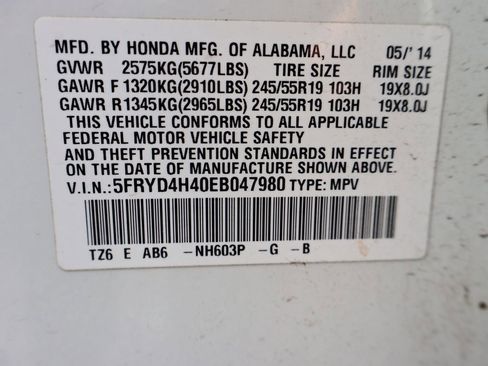 MFD. BY HONDA MFG. OF ALABAMA, LLC 05/'14
GVWR 2575KG(5677LBS) TIRE SIZE RIM SIZE
GAWR F 1320KG(2910LBS) 245/55R19 103H 19X8.0J
GAWR R1345KG(2965LBS) 245/55R19 103H 19X8.0J
THIS VEHICLE CONFORMS TO ALL APPLICABLE
FEDERAL MOTOR VEHICLE SAFETY
AND THEFT PREVENTION STANDARDS IN EFFECT
ON THE DATE OF MANUFACTURE SHOWN ABOVE.
V.I.N.:5FRYD4H40EB047980 TYPE: MPV
TZ6 E AB6 -NH603P -G -B